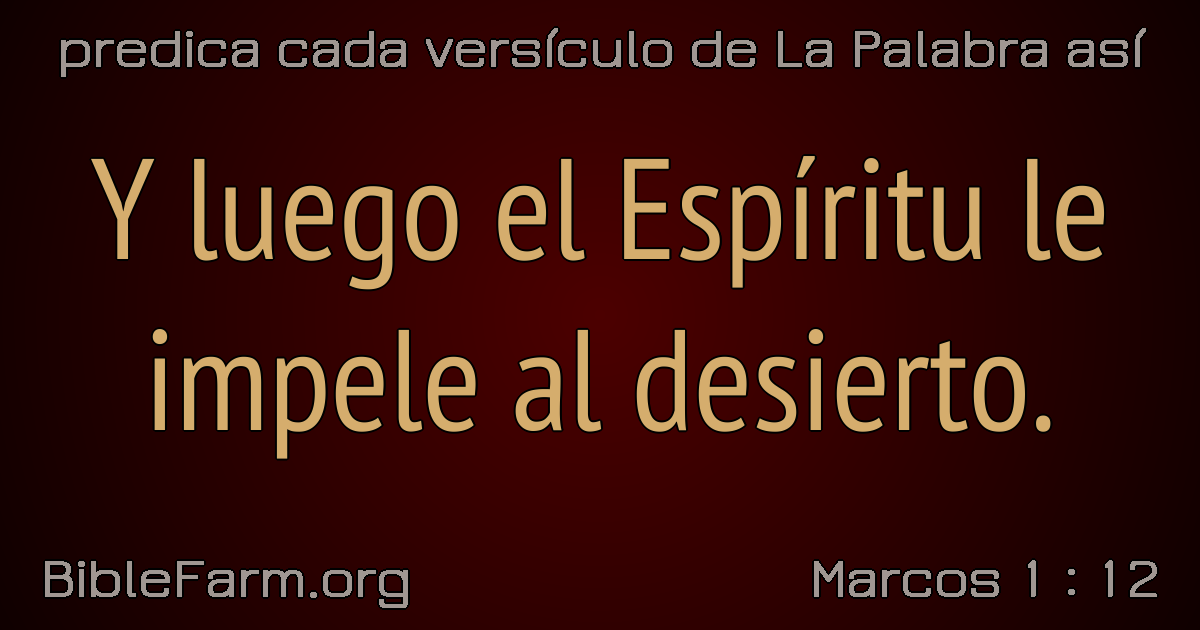 predica cada versículo de La Palabra así
Y luego el Espíritu le
impele al desierto.
BibleFarm.org
Marcos 1 : 12